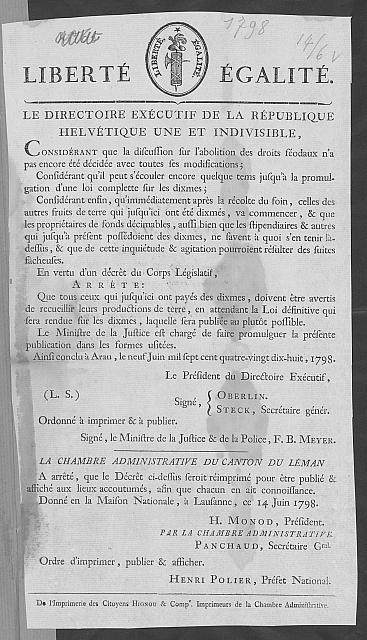 1798
14/6
LIBERTÉ, ÉGALITÉ,
LIBERTÉ ÉGALITÉ.
LE DIRECTOIRE EXÉCUTIF DE LA RÉPUBLIQUE
HELVÉTIQUE UNE ET INDIVISIBLE,
CONSIDÉRANT que la diſcuſſion ſur l'abolition des droits féodaux n'a
pas encore été décidée avec toutes ſes modifications;
Conſidérant qu'il peut s'écouler encore quelque tems juſqu'à la promul-
gation d'une loi complette ſur les dixmes;
Conſidérant enfin, qu'immédiatement après la récolte du foin, celles des
autres fruits de terre qui juſqu'ici ont été dixmés, va commencer, & que
les propriétaires de fonds décimables, auſſi bien que les ſtipendiaires & autres
qui juſqu'à préſent poſſédoient des dixmes, ne ſavent à quoi s'en tenir là-
deſſus, & que de cette inquiétude & agitation pourroient réſulter des ſuites
fâcheuſes.
En vertu d'un décrêt du Corps Légiſlatif,
ARRÊTE:
Que tous ceux qui juſqu'ici ont payés des dixmes, doivent être avertis
de recueillir leurs productions de terre, en attendant la Loi définitive qui
ſera rendue ſur les dixmes, laquelle ſera publiée au plutôt poſſible.
Le Miniſtre de la Juſtice eſt chargé de faire promulguer la préſente
publication dans les formes uſitées.
Ainſi conclu à Arau, le neuf Juin mil ſept cent quatre-vingt dix-huit, 1798.
Le Préſident du Directoire Exécutif,
(L. S.) Signé, { OBERLIN.
STECK, Secrétaire génér.
Ordonné à imprimer & à publier.
Signé, le Miniſtre de la Juſtice & de la Police, F. B. MEYER.
LA CHAMBRE ADMINISTRATIVE DU CANTON DU LÉMAN
A arrêté, que le Décrêt ci-deſſus ſeroit réimprimé pour être publié &
affiché aux lieux accoutumés, afin que chacun en ait connoiſſance.
Donné en la Maiſon Nationale, à Lauſanne, ce 14 Juin 1798.
H. MONOD, Préſident.
PAR LA CHAMBRE ADMINISTRATIVE.
PANCHAUD, Secrétaire Gral.
Ordre d'imprimer, publier & afficher.
HENRI POLIER, Préfet National.
De l'Imprimerie des Citoyens HIGNOU & Compe. Imprimeurs de la Chambre Adminiſtrative.